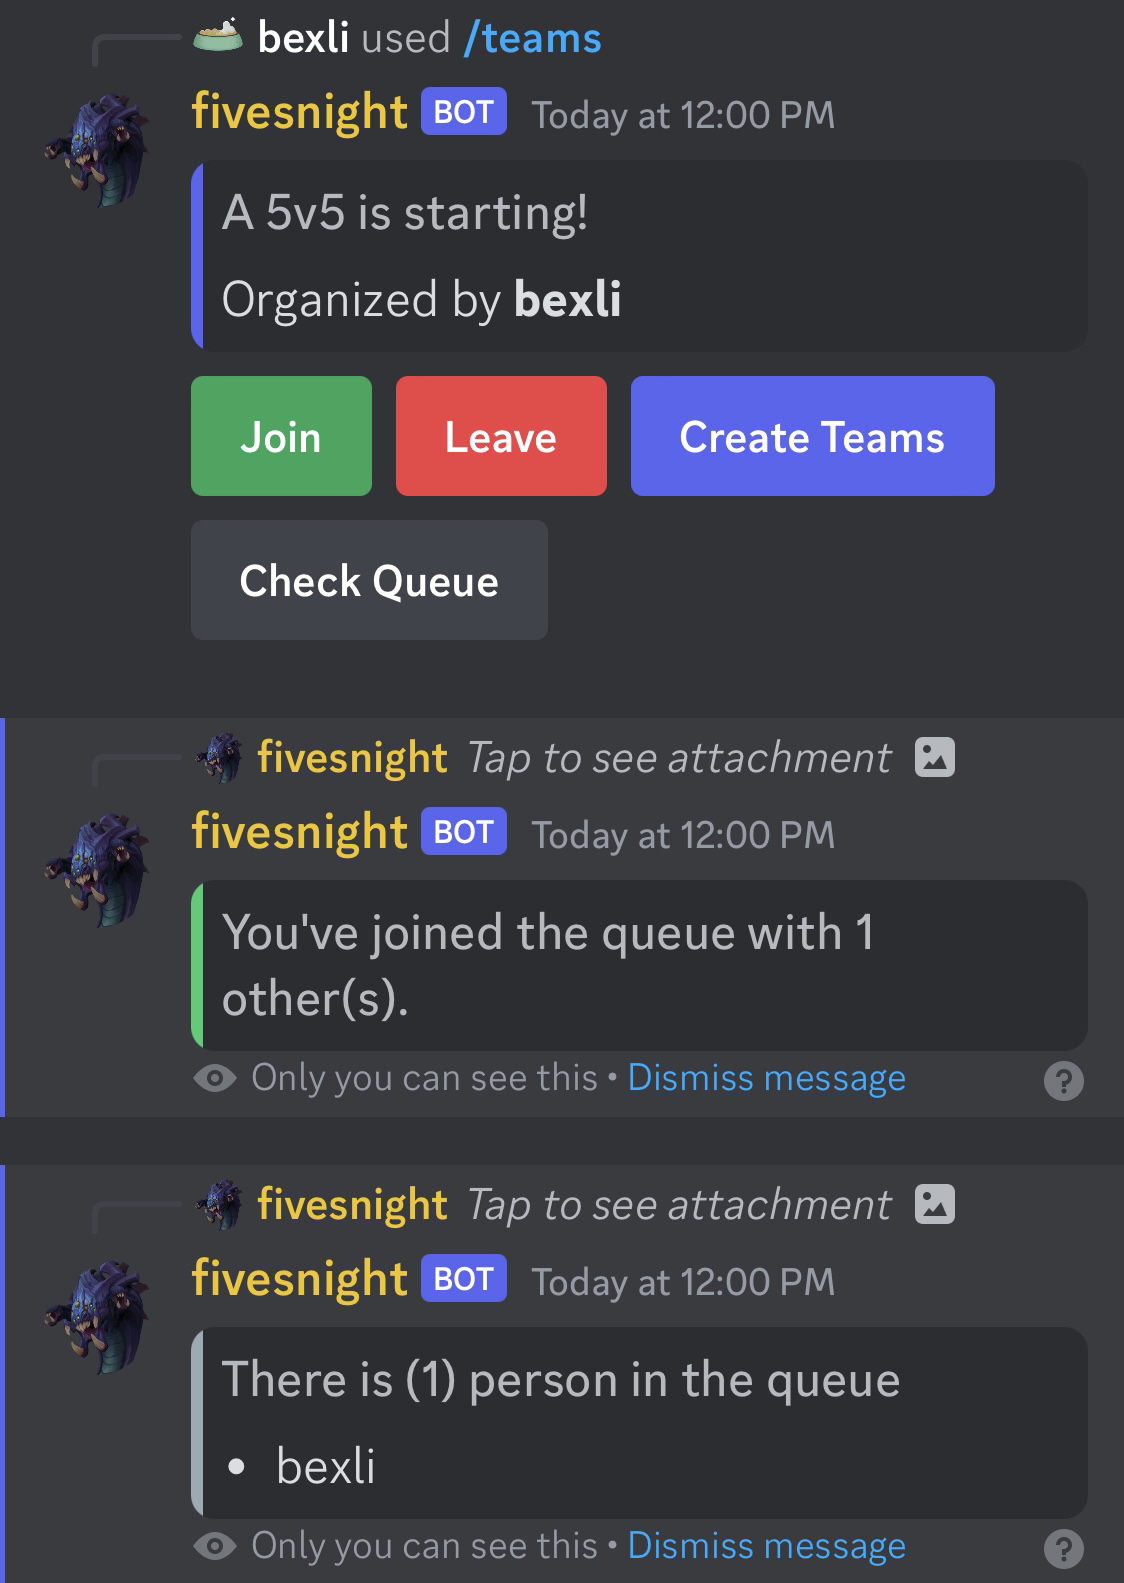 bexli used /teams
fivesnight BOT Today at 12:00 PM
A 5v5 is starting!
Organized by bexli
Join Leave Create Teams
Check Queue
fivesnight Tap to see attachment
fivesnight BOT Today at 12:00 PM
You've joined the queue with 1
other(s).
Only you can see this • Dismiss message ?
fivesnight Tap to see attachment
fivesnight BOT Today at 12:00 PM
There is (1) person in the queue
• bexli
Only you can see this • Dismiss message ?